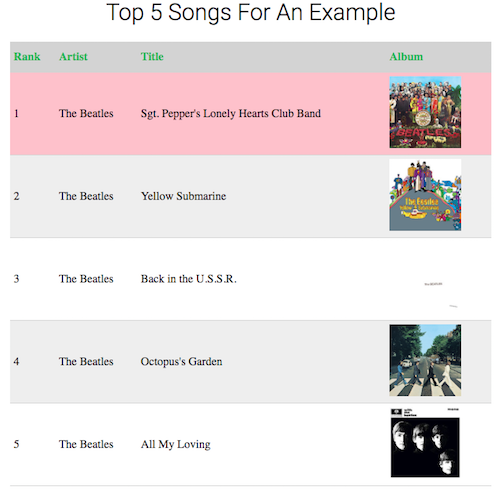 Top 5 Songs For An Example
Rank Artist Title Album
1 The Beatles Sgt. Pepper's Lonely Hearts Club Band
BEATLES
2 The Beatles Yellow Submarine
The Beatles
Yellow Submarine
3 The Beatles Back in the U.S.S.R.
4 The Beatles Octopus's Garden
5 The Beatles All My Loving